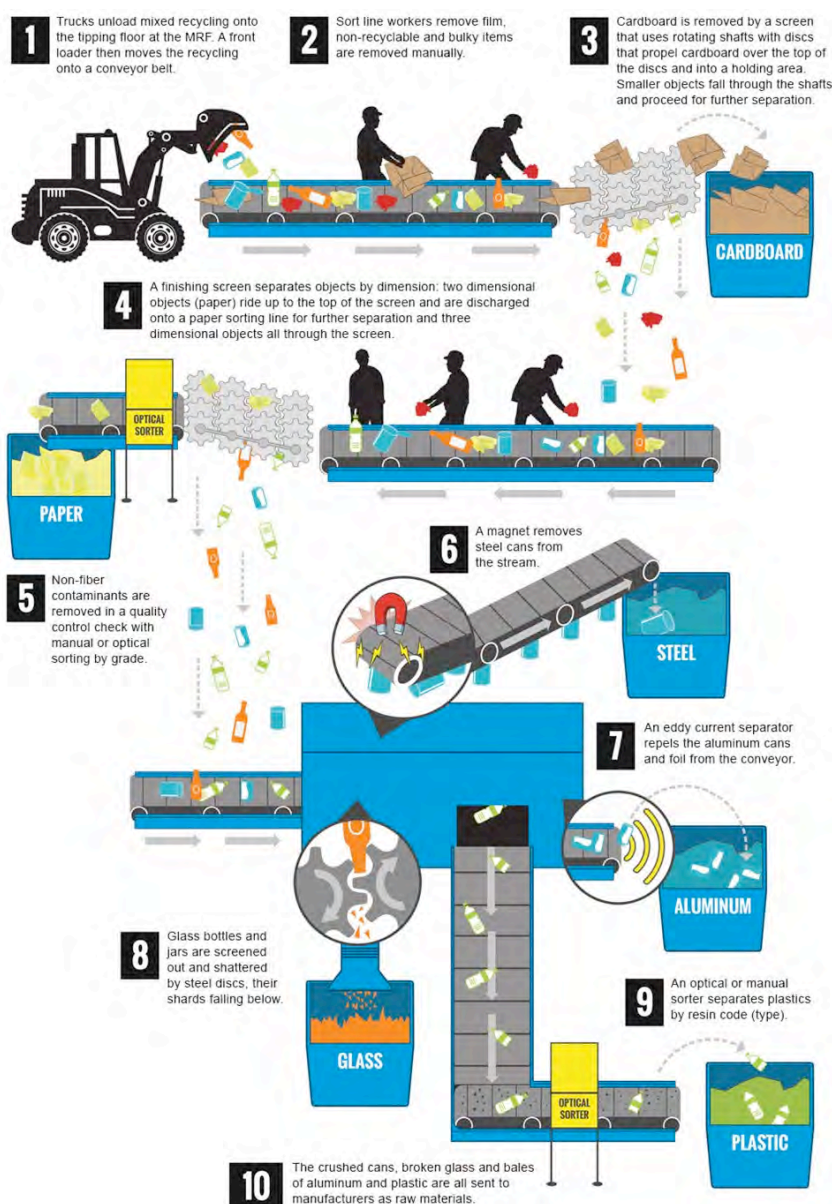 1
Trucks unload mixed recycling onto
the tipping floor at the MRF. A front
loader then moves the recycling
onto a conveyor belt.
2
Sort line workers remove film,
non-recyclable and bulky items
are removed manually.
3
Cardboard is removed by a screen
that uses rotating shafts with discs
that propel cardboard over the top of
the discs and into a holding area.
Smaller objects fall through the shafts
and proceed for further separation.
CARDBOARD
4
A finishing screen separates objects by dimension: two dimensional
objects (paper) ride up to the top of the screen and are discharged
onto a paper sorting line for further separation and three
dimensional objects all through the screen.
OPTICAL
SORTER
PAPER
5
Non-fiber
contaminants are
removed in a quality
control check with
manual or optical
sorting by grade.
6
A magnet removes
steel cans from
the stream.
STEEL
7
An eddy current separator
repels the aluminum cans
and foil from the conveyor.
ALUMINUM
8
Glass bottles and
jars are screened
out and shattered
by steel discs, their
shards falling below.
GLASS
9
An optical or manual
sorter separates plastics
by resin code (type).
OPTICAL
SORTER
PLASTIC
10
The crushed cans, broken glass and bales
of aluminum and plastic are all sent to
manufacturers as raw materials.